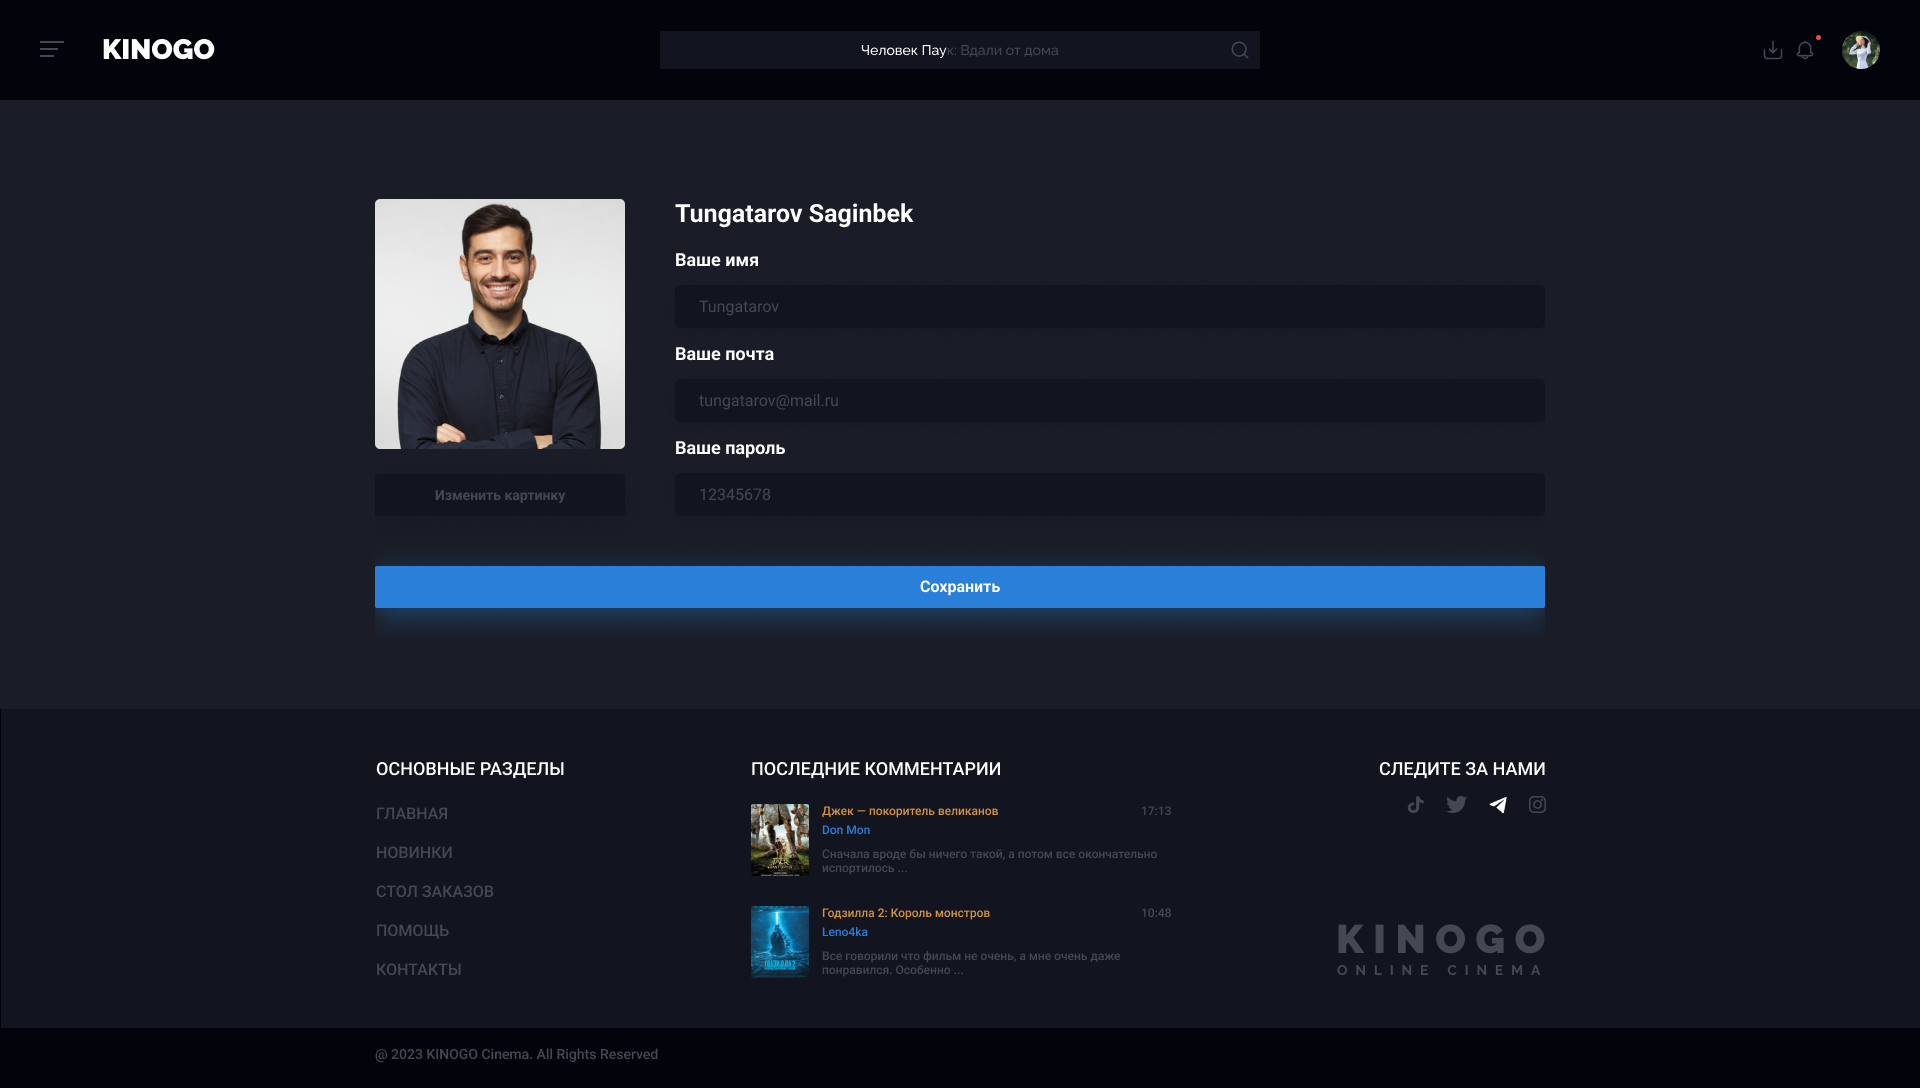 KINOGO
Человек Паук: Вдали от дома
Tungatarov Saginbek
Ваше имя
Tungatarov
Ваше почта
tungatarov@mail.ru
Ваше пароль
12345678
Изменить картинку
Сохранить
ОСНОВНЫЕ РАЗДЕЛЫ
ГЛАВНАЯ
НОВИНКИ
СТОЛ ЗАКАЗОВ
ПОМОЩЬ
КОНТАКТЫ
ПОСЛЕДНИЕ КОММЕНТАРИИ
Джек — покоритель великанов 17:13
Don Mon
Сначала вроде бы ничего такой, а потом все окончательно
испортилось ...
Годзилла 2: Король монстров 10:48
Leno4ka
Все говорили что фильм не очень, а мне очень даже
понравился. Особенно ...
СЛЕДИТЕ ЗА НАМИ
KINOGO
ONLINE CINEMA
@ 2023 KINOGO Cinema. All Rights Reserved